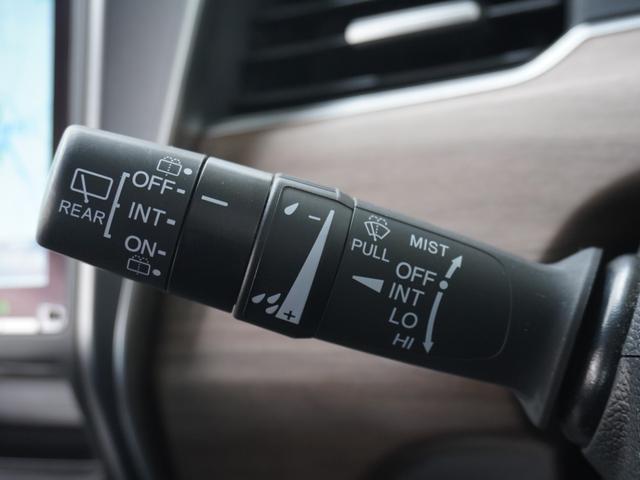 REAR
OFF-
INT-
ON-
−
+
PULL
MIST
OFF
INT
LO
HI